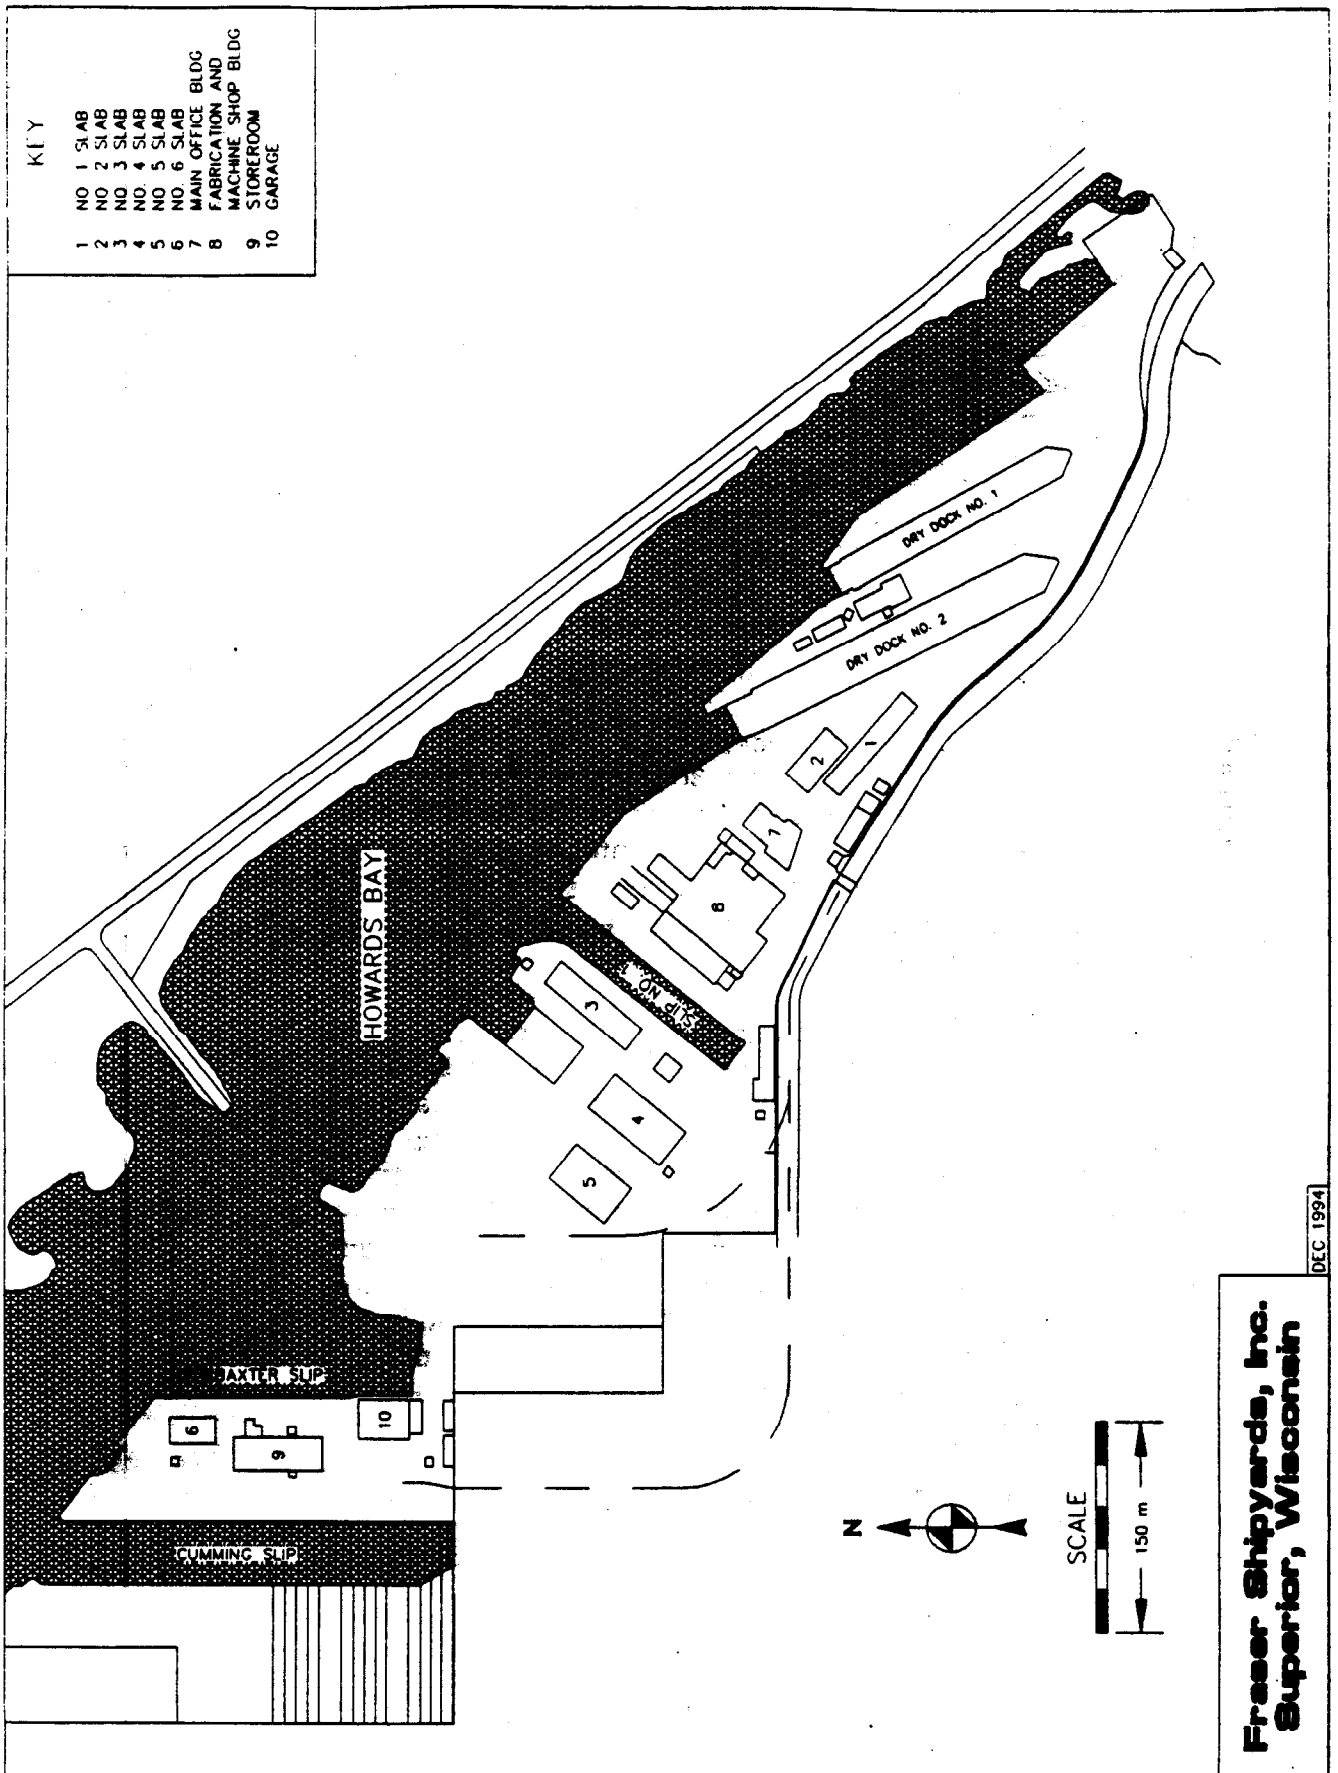 KEY
1 NO 1 SLAB
2 NO 2 SLAB
3 NO. 3 SLAB
4 NO. 4 SLAB
5 NO 5 SLAB
6 NO. 6 SLAB
7 MAIN OFFICE BLDG
8 FABRICATION AND
MACHINE SHOP BLDG
9 STOREROOM
10 GARAGE
HOWARDS BAY
DRY DOCK NO. 1
DRY DOCK NO. 2
1
2
7
8
SLIP NO. 1
3
4
5
BAXTER SLIP
6
9
10
CUMMING SLIP
N
SCALE
150 m
DEC 1994
Fraser Shipyards, Inc.
Superior, Wisconsin